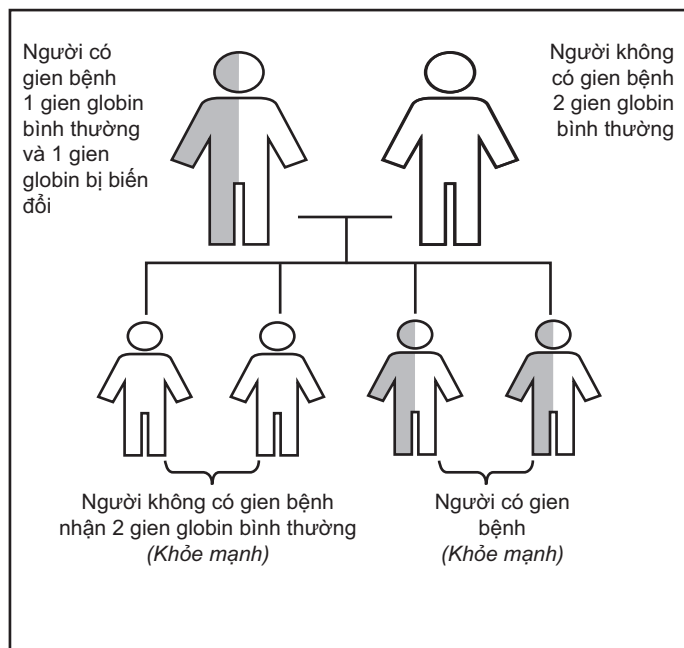 Người có
gien bệnh
1 gien globin
bình thường
và 1 gien
globin bị biến
đổi
Người không
có gien bệnh
2 gien globin
bình thường
Người không có gien bệnh
nhận 2 gien globin bình thường
(Khỏe mạnh)
Người có gien
bệnh
(Khỏe mạnh)